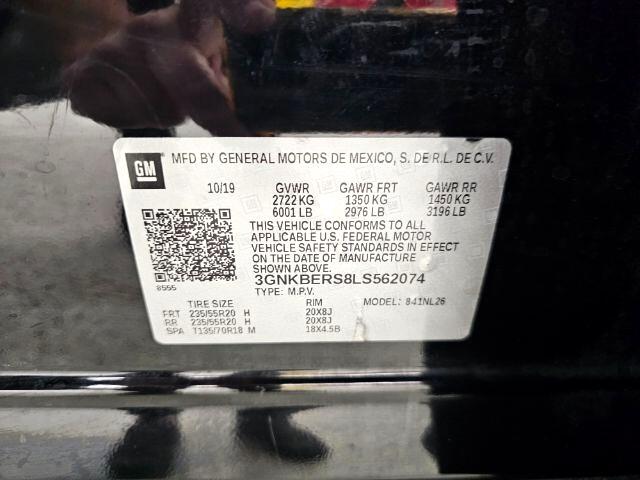 GM MFD BY GENERAL MOTORS DE MEXICO, S. DE R.L. DE C.V.
10/19 GVWR GAWR FRT GAWR RR
2722 KG 1350 KG 1450 KG
6001 LB 2976 LB 3196 LB
THIS VEHICLE CONFORMS TO ALL
APPLICABLE U.S. FEDERAL MOTOR
VEHICLE SAFETY STANDARDS IN EFFECT
ON THE DATE OF MANUFACTURE
SHOWN ABOVE.
3GNKBERS8LS562074
8555 TYPE: M.P.V.
TIRE SIZE RIM MODEL: 841NL26
FRT 235/55R20 H 20X8J
RR 235/55R20 H 20X8J
SPA T135/70R18 M 18X4.5B